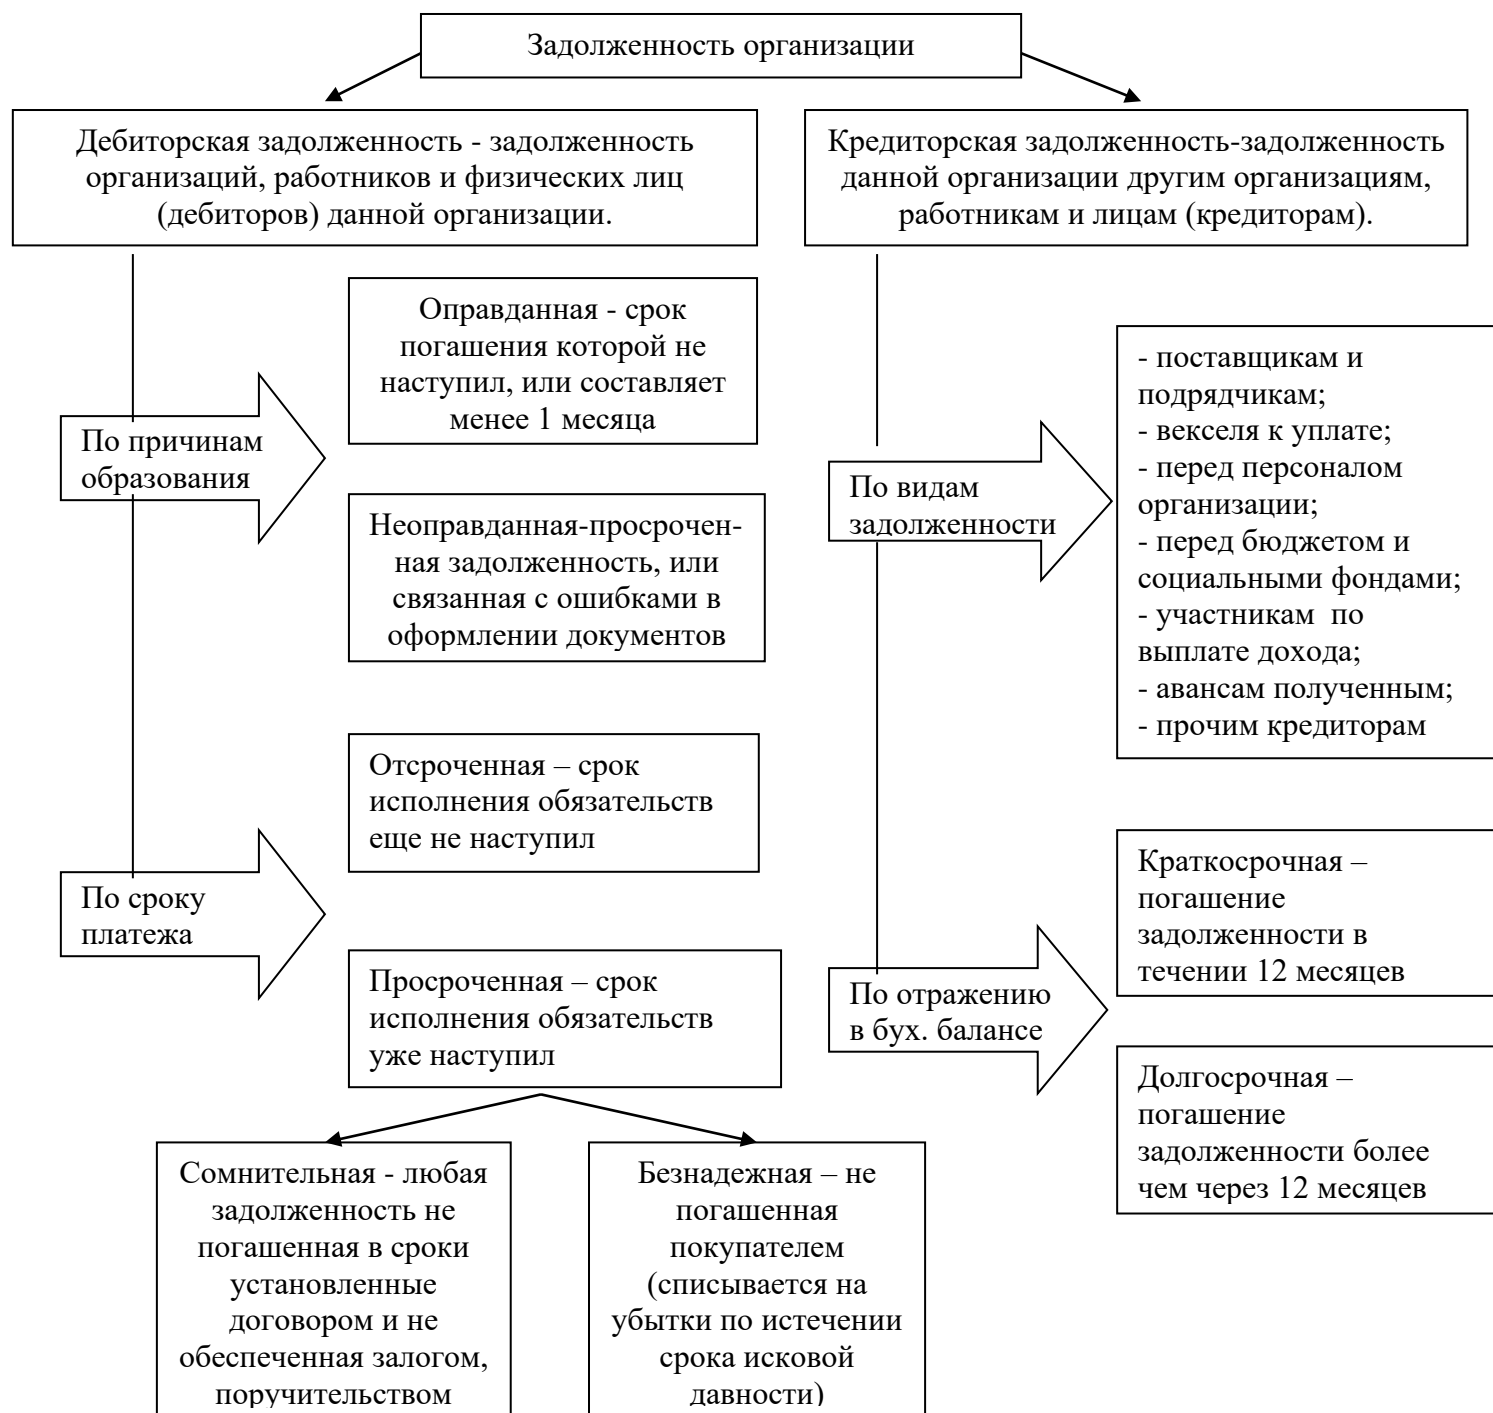 Задолженность организации
Дебиторская задолженность - задолженность
организаций, работников и физических лиц
(дебиторов) данной организации.
Кредиторская задолженность-задолженность
данной организации другим организациям,
работникам и лицам (кредиторам).
По причинам
образования
Оправданная - срок
погашения которой не
наступил, или составляет
менее 1 месяца
Неоправданная-просрочен-
ная задолженность, или
связанная с ошибками в
оформлении документов
По сроку
платежа
Отсроченная – срок
исполнения обязательств
еще не наступил
Просроченная – срок
исполнения обязательств
уже наступил
Сомнительная - любая
задолженность не
погашенная в сроки
установленные
договором и не
обеспеченная залогом,
поручительством
Безнадежная – не
погашенная
покупателем
(списывается на
убытки по истечении
срока исковой
давности)
По видам
задолженности
- поставщикам и
подрядчикам;
- векселя к уплате;
- перед персоналом
организации;
- перед бюджетом и
социальными фондами;
- участникам  по
выплате дохода;
- авансам полученным;
- прочим кредиторам
По отражению
в бух. балансе
Краткосрочная –
погашение
задолженности в
течении 12 месяцев
Долгосрочная –
погашение
задолженности более
чем через 12 месяцев